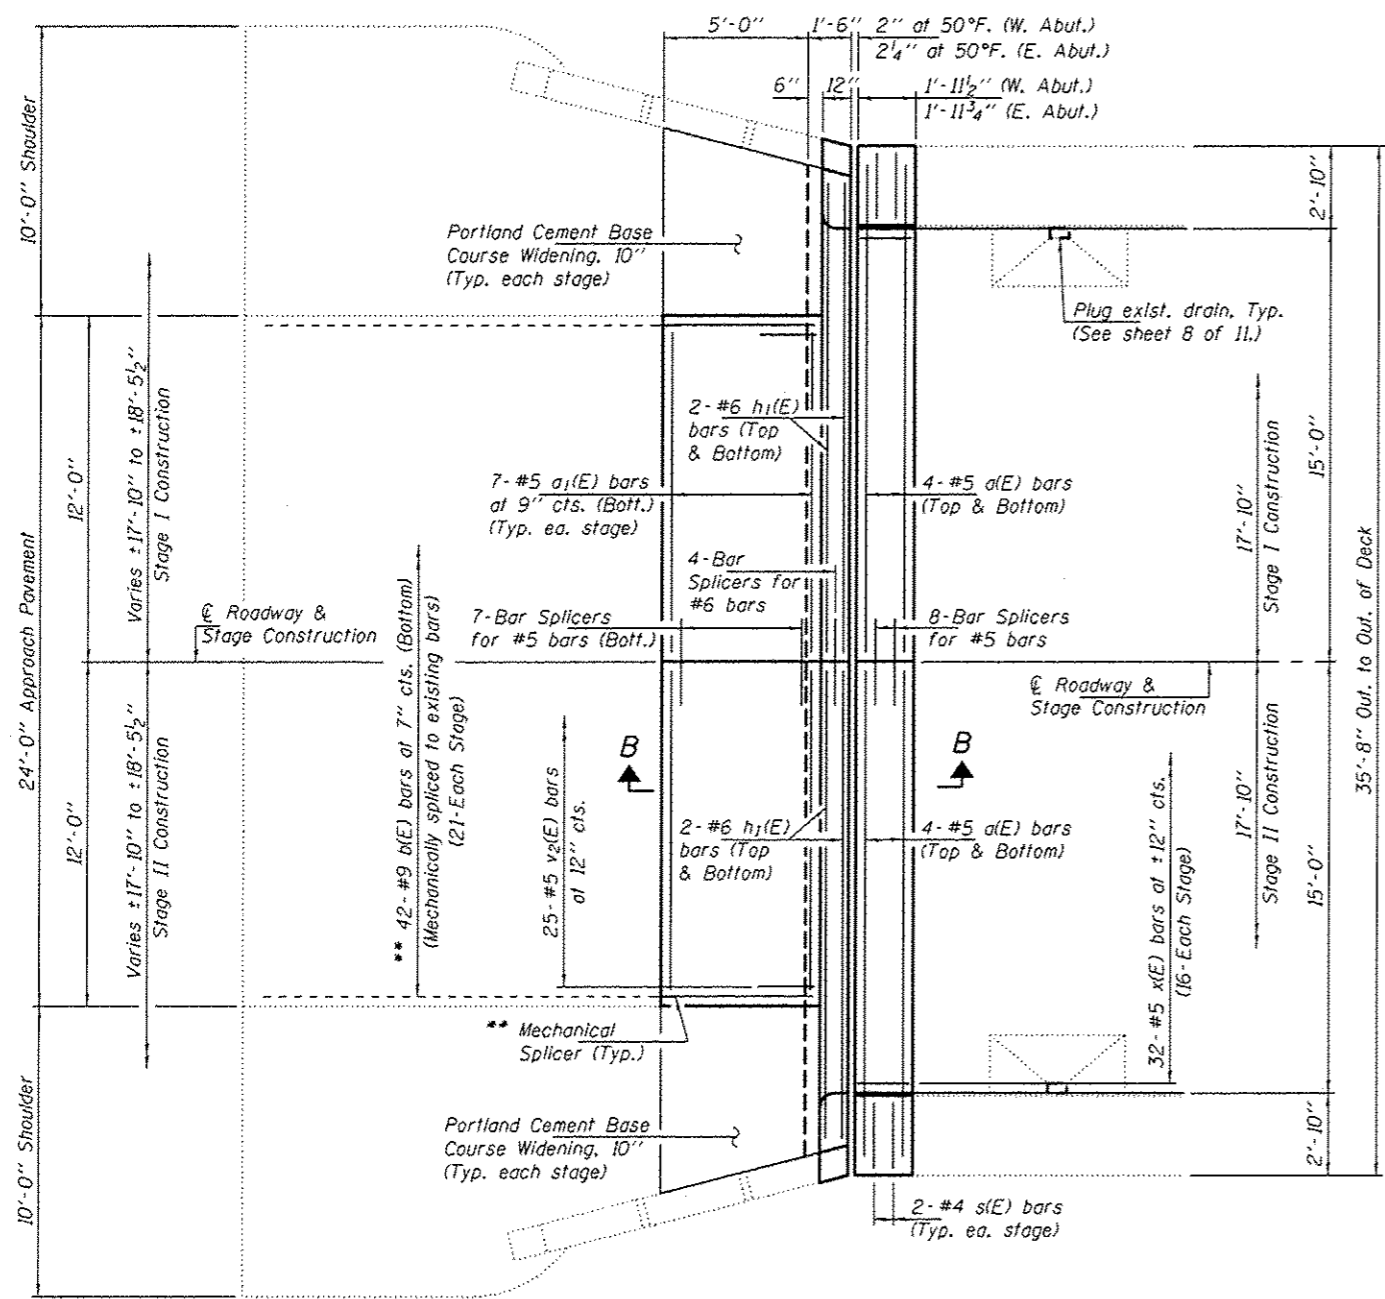 5'-0"
1'-6"
2" at 50°F. (W. Abut.)
2 1/4" at 50°F. (E. Abut.)
6"
12"
1'-11 1/2" (W. Abut.)
1'-11 3/4" (E. Abut.)
10'-0" Shoulder
2'-10"
Portland Cement Base
Course Widening, 10"
(Typ. each stage)
Plug exist. drain, Typ.
(See sheet 8 of 11.)
Varies ±17'-10" to ±18'-5 1/2"
Stage I Construction
12'-0"
24'-0" Approach Pavement
2- #6 h1(E)
bars (Top
& Bottom)
7- #5 a1(E) bars
at 9" cts. (Bott.)
(Typ. ea. stage)
4- #5 a(E) bars
(Top & Bottom)
17'-10"
Stage I Construction
15'-0"
35'-8" Out. to Out. of Deck
4-Bar
Splicers for
#6 bars
℄ Roadway &
Stage Construction
7-Bar Splicers
for #5 bars (Bott.)
8-Bar Splicers
for #5 bars
℄ Roadway &
Stage Construction
** 42- #9 b(E) bars at 7" cts. (Bottom)
(Mechanically spliced to existing bars)
(21-Each Stage)
25- #5 v2(E) bars
at 12" cts.
B
B
Varies ±17'-10" to ±18'-5 1/2"
Stage II Construction
12'-0"
2- #6 h1(E)
bars (Top
& Bottom)
4- #5 a(E) bars
(Top & Bottom)
32- #5 x(E) bars at ±12" cts.
(16-Each Stage)
17'-10"
Stage II Construction
15'-0"
** Mechanical
Splicer (Typ.)
10'-0" Shoulder
Portland Cement Base
Course Widening, 10"
(Typ. each stage)
2'-10"
2- #4 s(E) bars
(Typ. ea. stage)